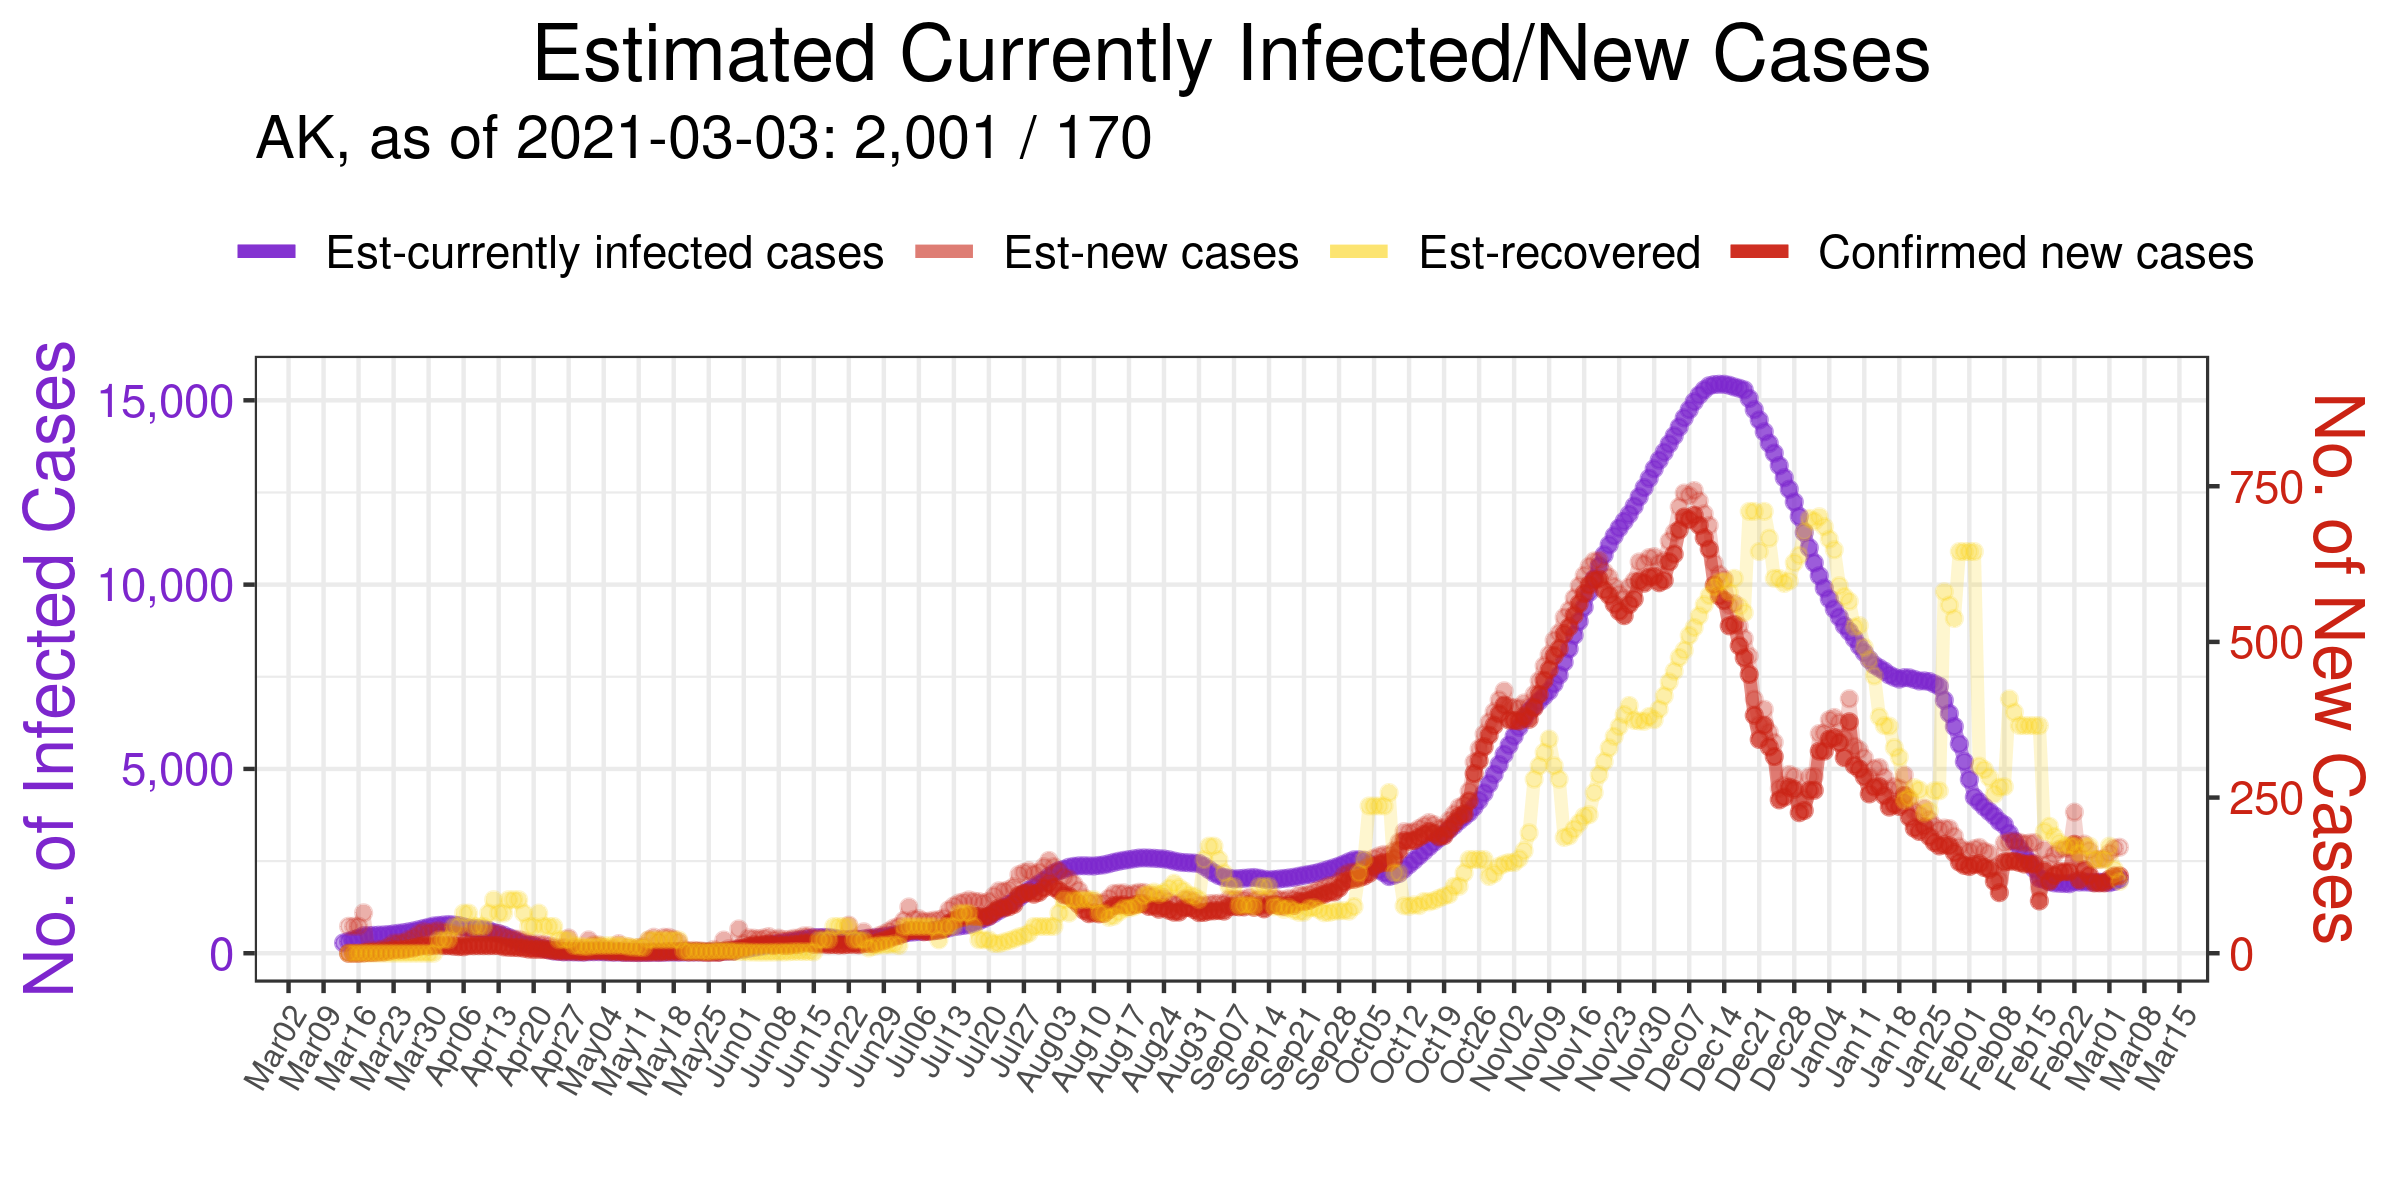 Estimated Currently Infected/New Cases
AK, as of 2021-03-03: 2,001 / 170
Est-currently infected cases Est-new cases Est-recovered Confirmed new cases
No. of Infected Cases
15,000
10,000
5,000
0
750
500
250
0
No. of New Cases
Mar02 Mar09 Mar16 Mar23 Mar30 Apr06 Apr13 Apr20 Apr27 May04 May11 May18 May25 Jun01 Jun08 Jun15 Jun22 Jun29 Jul06 Jul13 Jul20 Jul27 Aug03 Aug10 Aug17 Aug24 Aug31 Sep07 Sep14 Sep21 Sep28 Oct05 Oct12 Oct19 Oct26 Nov02 Nov09 Nov16 Nov23 Nov30 Dec07 Dec14 Dec21 Dec28 Jan04 Jan11 Jan18 Jan25 Feb01 Feb08 Feb15 Feb22 Mar01 Mar08 Mar15